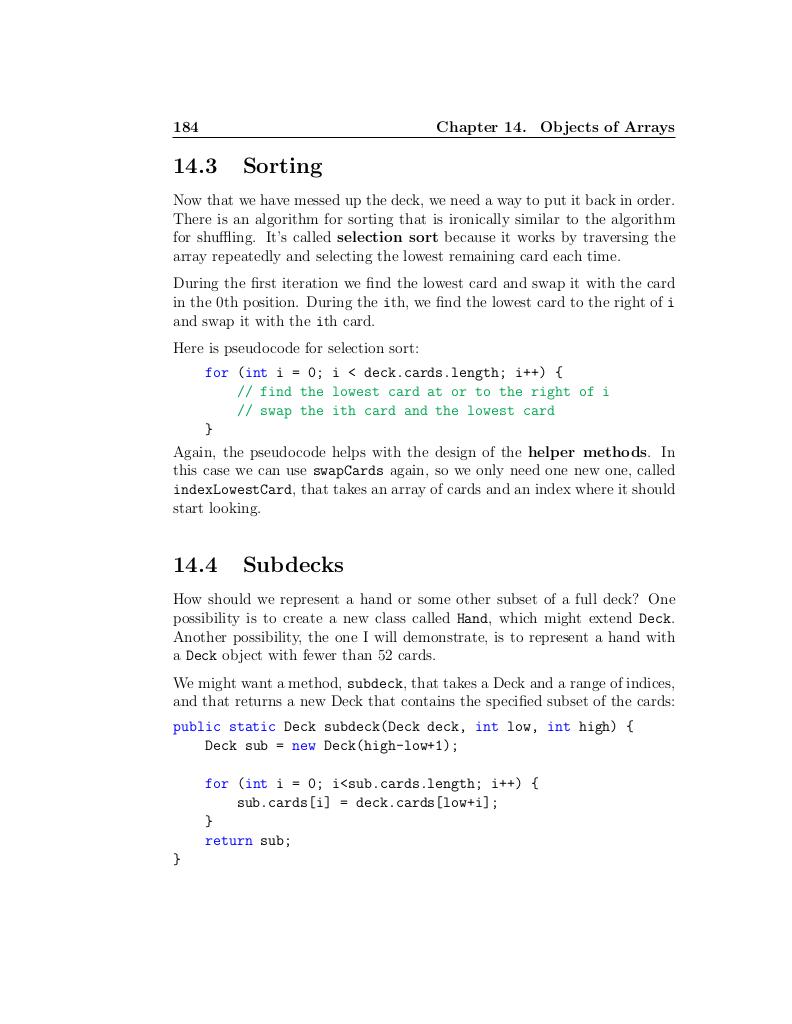 184 Chapter 14. Objects of Arrays
14.3 Sorting
Now that we have messed up the deck, we need a way to put it back in order.
There is an algorithm for sorting that is ironically similar to the algorithm
for shuffling. It's called selection sort because it works by traversing the
array repeatedly and selecting the lowest remaining card each time.
During the first iteration we find the lowest card and swap it with the card
in the 0th position. During the ith, we find the lowest card to the right of i
and swap it with the ith card.
Here is pseudocode for selection sort:
for (int i = 0; i < deck.cards.length; i++) {
// find the lowest card at or to the right of i
// swap the ith card and the lowest card
}
Again, the pseudocode helps with the design of the helper methods. In
this case we can use swapCards again, so we only need one new one, called
indexLowestCard, that takes an array of cards and an index where it should
start looking.
14.4 Subdecks
How should we represent a hand or some other subset of a full deck? One
possibility is to create a new class called Hand, which might extend Deck.
Another possibility, the one I will demonstrate, is to represent a hand with
a Deck object with fewer than 52 cards.
We might want a method, subdeck, that takes a Deck and a range of indices,
and that returns a new Deck that contains the specified subset of the cards:
public static Deck subdeck(Deck deck, int low, int high) {
Deck sub = new Deck(high-low+1);
for (int i = 0; i<sub.cards.length; i++) {
sub.cards[i] = deck.cards[low+i];
}
return sub;
}